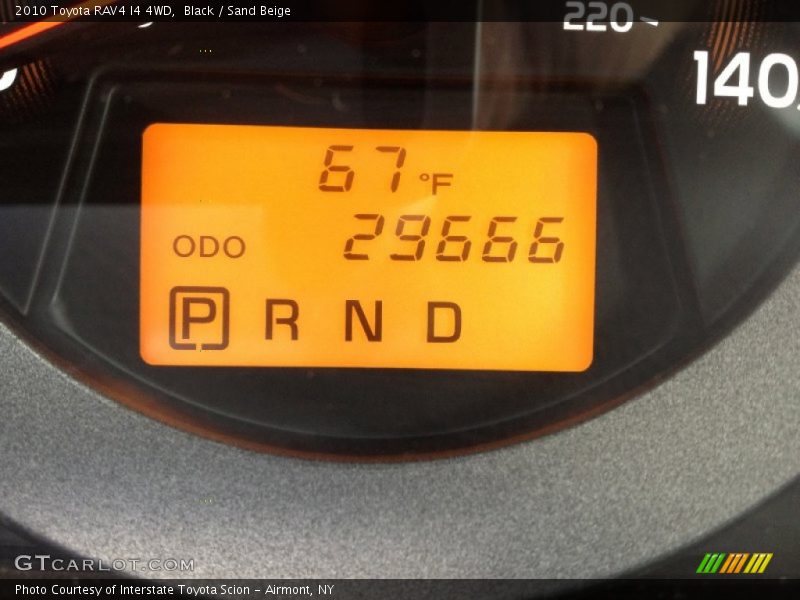 2010 Toyota RAV4 I4 4WD, Black / Sand Beige
220
140
67 °F
ODO 29666
P R N D
GTCARLOT.COM
Photo Courtesy of Interstate Toyota Scion - Airmont, NY